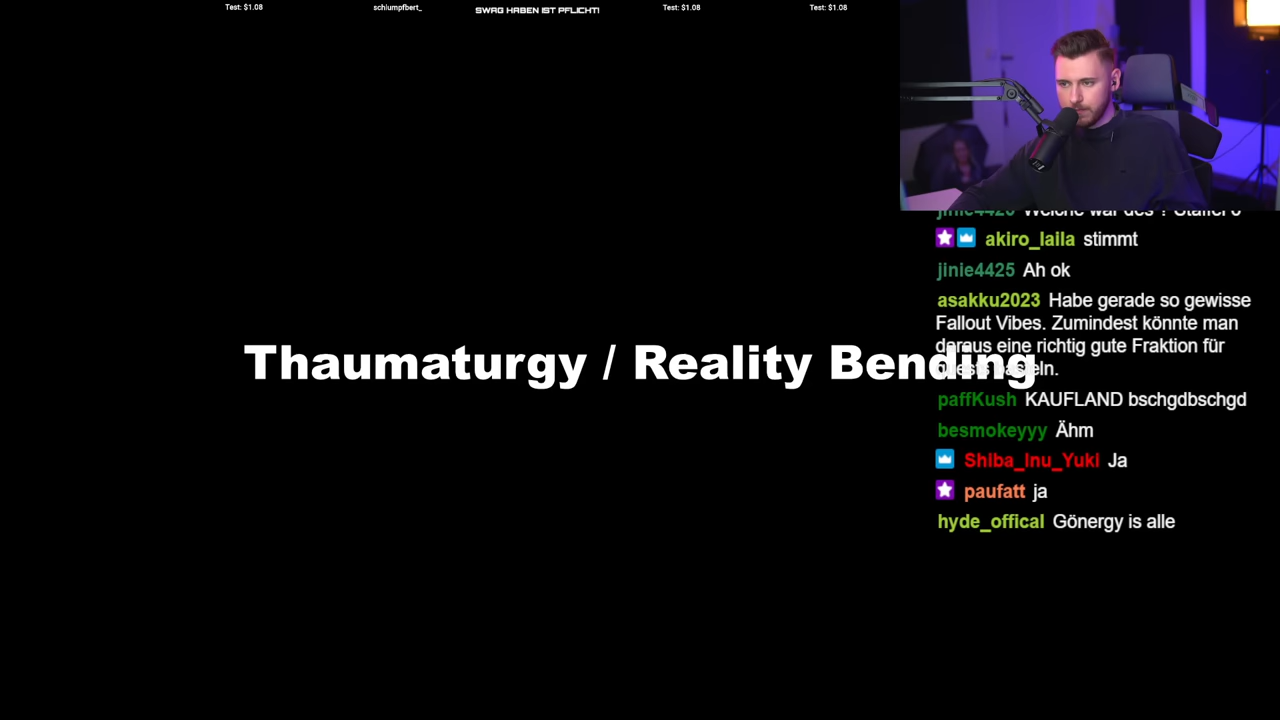 Test: $1.08
schlumpfbert_
SWAG HABEN IST PFLICHT!
Test: $1.08
Test: $1.08
akiro_laila stimmt
jinie4425 Ah ok
asakku2023 Habe gerade so gewisse
Fallout Vibes. Zumindest könnte man
daraus eine richtig gute Fraktion für
Thaumaturgy / Reality Bending
paffKush KAUFLAND bschgdbschgd
besmokeyyy Ähm
Shiba_Inu_Yuki Ja
paufatt ja
hyde_offical Gönergy is alle